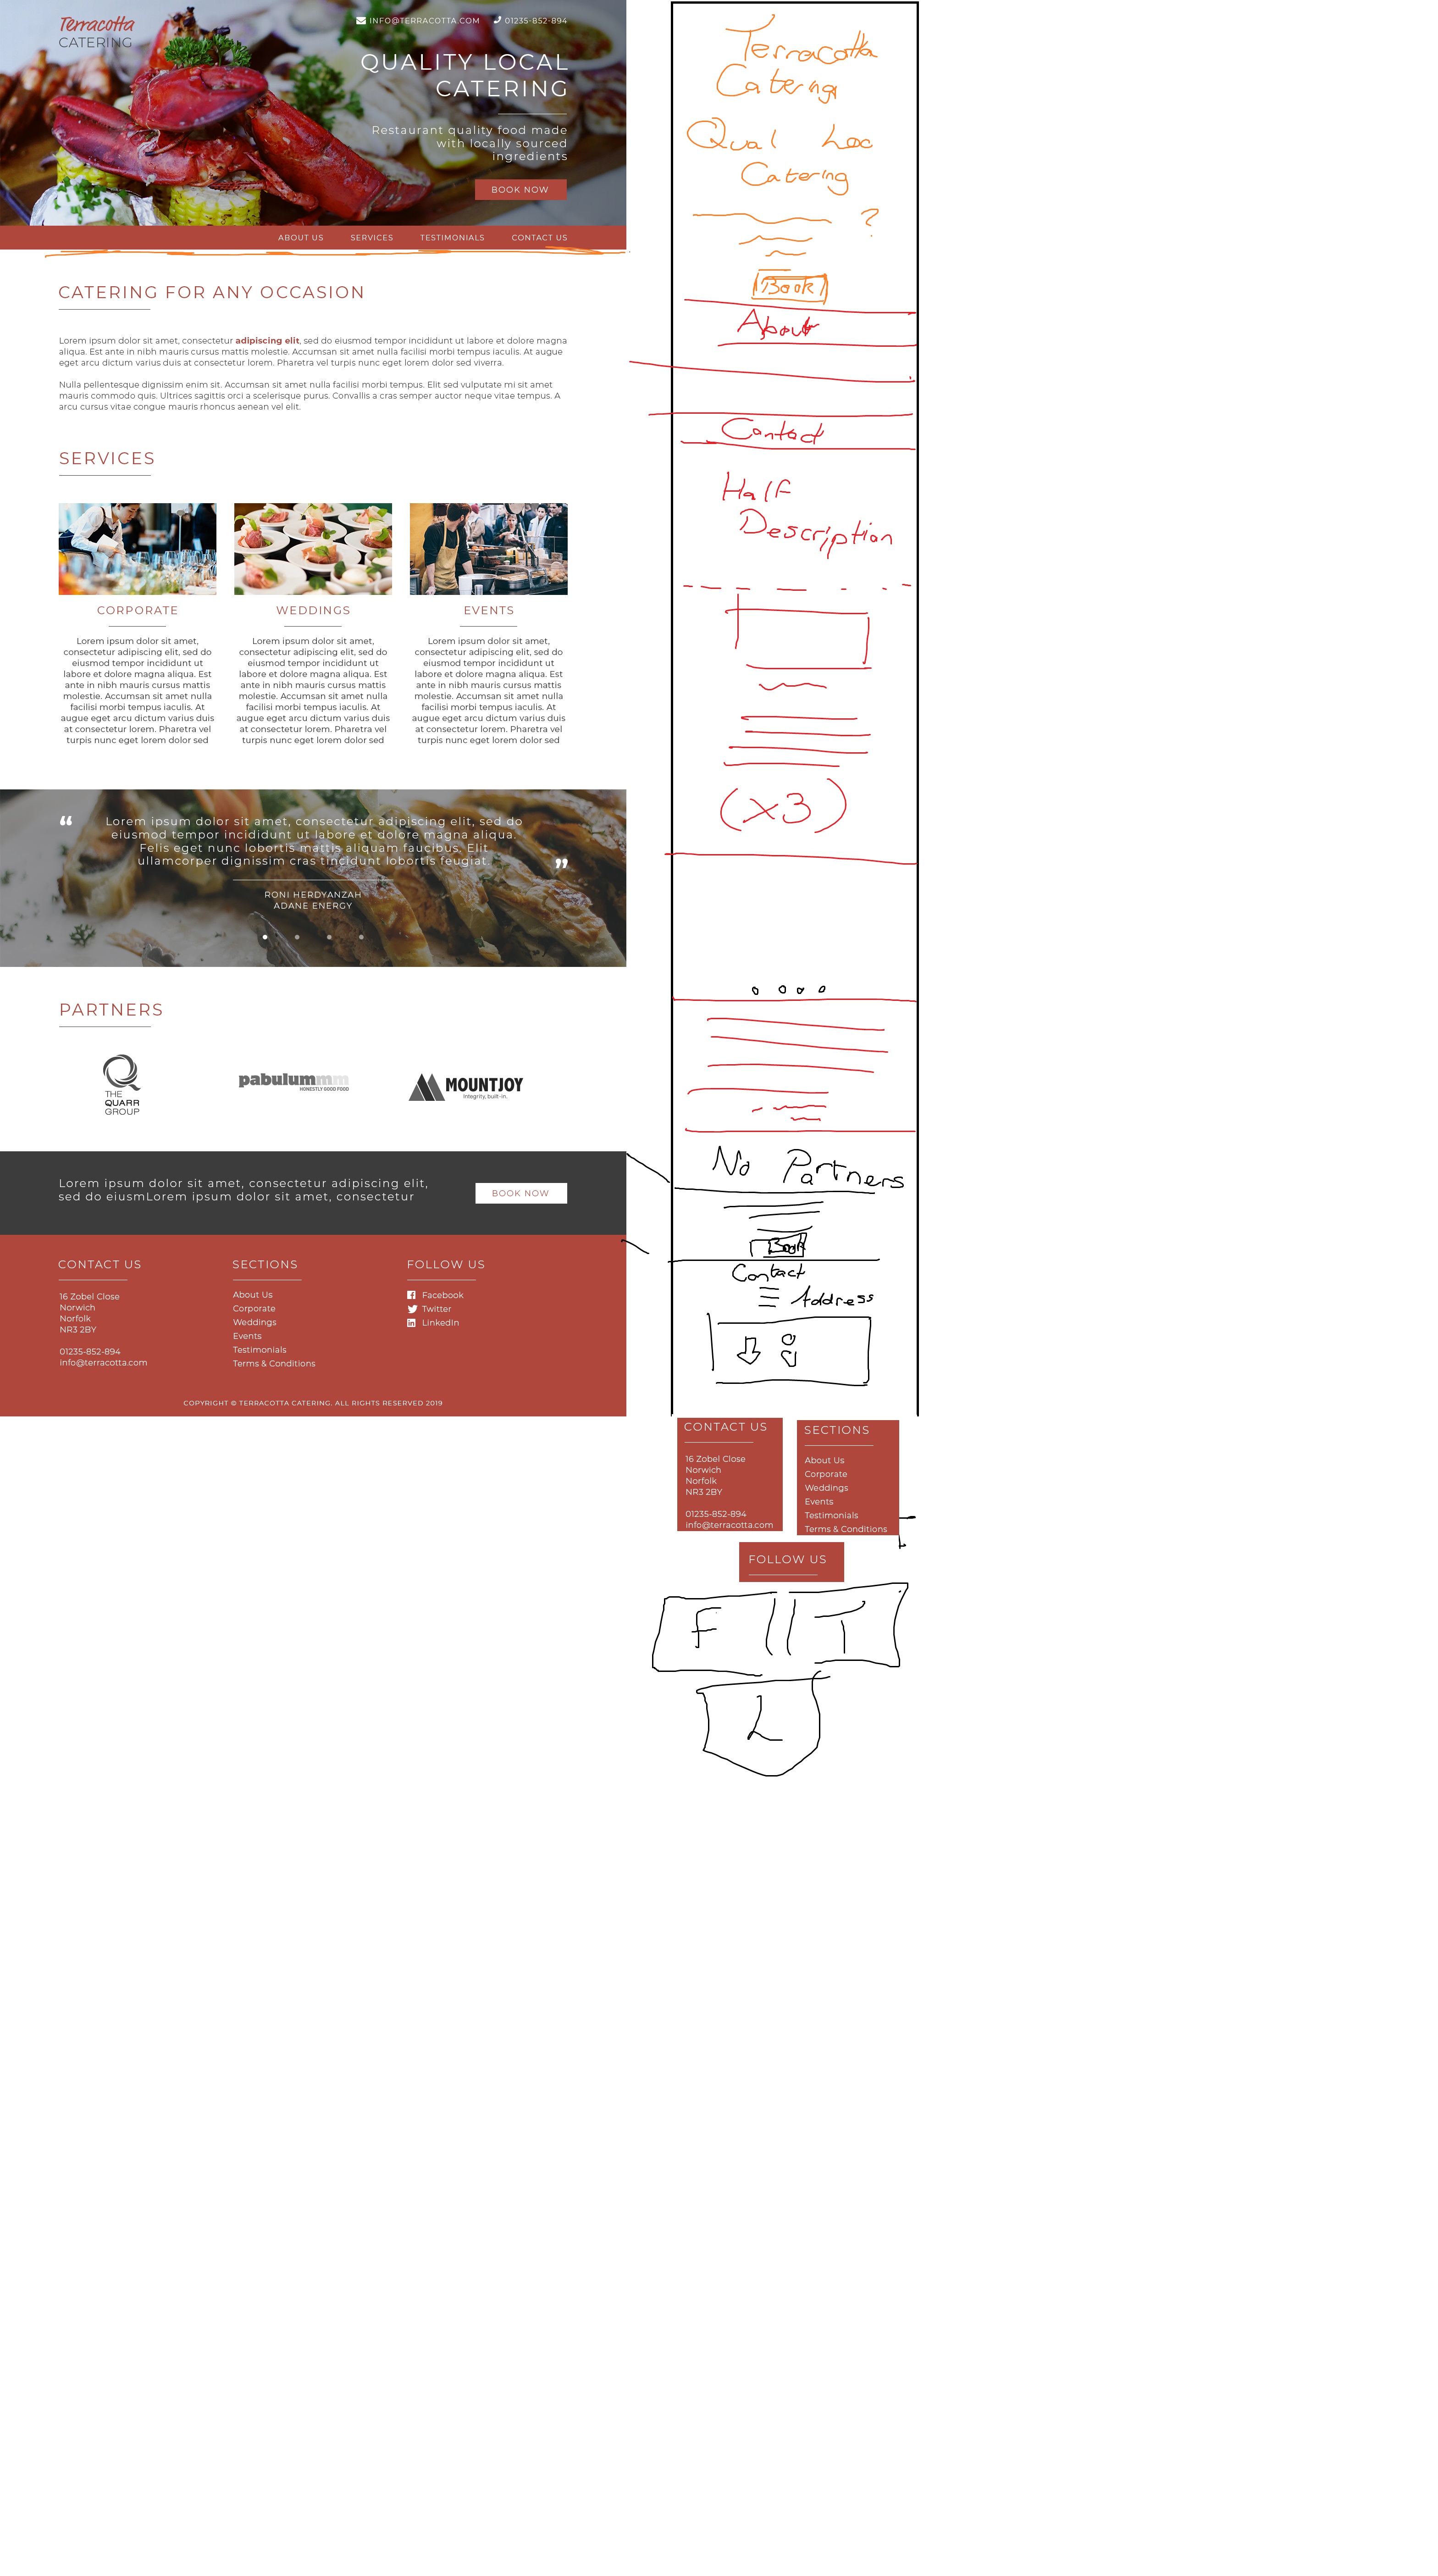 Terracotta
CATERING
INFO@TERRACOTTA.COM 01235-852-894
QUALITY LOCAL
CATERING
Restaurant quality food made
with locally sourced
ingredients
BOOK NOW
ABOUT US SERVICES TESTIMONIALS CONTACT US
CATERING FOR ANY OCCASION
Lorem ipsum dolor sit amet, consectetur adipiscing elit, sed do eiusmod tempor incididunt ut labore et dolore magna
aliqua. Est ante in nibh mauris cursus mattis molestie. Accumsan sit amet nulla facilisi morbi tempus iaculis. At augue
eget arcu dictum varius duis at consectetur lorem. Pharetra vel turpis nunc eget lorem dolor sed viverra.
Nulla pellentesque dignissim enim sit. Accumsan sit amet nulla facilisi morbi tempus. Elit sed vulputate mi sit amet
mauris commodo quis. Ultrices sagittis orci a scelerisque purus. Convallis a cras semper auctor neque vitae tempus. A
arcu cursus vitae congue mauris rhoncus aenean vel elit.
SERVICES
CORPORATE
Lorem ipsum dolor sit amet,
consectetur adipiscing elit, sed do
eiusmod tempor incididunt ut
labore et dolore magna aliqua. Est
ante in nibh mauris cursus mattis
molestie. Accumsan sit amet nulla
facilisi morbi tempus iaculis. At
augue eget arcu dictum varius duis
at consectetur lorem. Pharetra vel
turpis nunc eget lorem dolor sed
WEDDINGS
Lorem ipsum dolor sit amet,
consectetur adipiscing elit, sed do
eiusmod tempor incididunt ut
labore et dolore magna aliqua. Est
ante in nibh mauris cursus mattis
molestie. Accumsan sit amet nulla
facilisi morbi tempus iaculis. At
augue eget arcu dictum varius duis
at consectetur lorem. Pharetra vel
turpis nunc eget lorem dolor sed
EVENTS
Lorem ipsum dolor sit amet,
consectetur adipiscing elit, sed do
eiusmod tempor incididunt ut
labore et dolore magna aliqua. Est
ante in nibh mauris cursus mattis
molestie. Accumsan sit amet nulla
facilisi morbi tempus iaculis. At
augue eget arcu dictum varius duis
at consectetur lorem. Pharetra vel
turpis nunc eget lorem dolor sed
“ Lorem ipsum dolor sit amet, consectetur adipiscing elit, sed do
eiusmod tempor incididunt ut labore et dolore magna aliqua.
Felis eget nunc lobortis mattis aliquam faucibus. Elit
ullamcorper dignissim cras tincidunt lobortis feugiat. ”
RONI HERDYANZAH
ADANE ENERGY
PARTNERS
THE
QUARR
GROUP
pabulummm
HONESTLY GOOD FOOD
MOUNTJOY
Integrity, built-in.
Lorem ipsum dolor sit amet, consectetur adipiscing elit,
sed do eiusmLorem ipsum dolor sit amet, consectetur
BOOK NOW
CONTACT US
16 Zobel Close
Norwich
Norfolk
NR3 2BY
01235-852-894
info@terracotta.com
SECTIONS
About Us
Corporate
Weddings
Events
Testimonials
Terms & Conditions
FOLLOW US
Facebook
Twitter
LinkedIn
COPYRIGHT © TERRACOTTA CATERING. ALL RIGHTS RESERVED 2019
Terracotta
Catering
Qual Loc
Catering
?
Book
About
Contact
Half
Description
(x3)
No Partners
Book
Contact
Address
CONTACT US
16 Zobel Close
Norwich
Norfolk
NR3 2BY
01235-852-894
info@terracotta.com
SECTIONS
About Us
Corporate
Weddings
Events
Testimonials
Terms & Conditions
FOLLOW US
F T
L